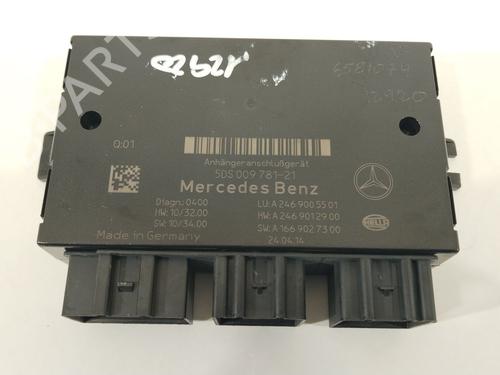 Q:01
Anhängeranschlußgerät
5DS 009 781-21
Mercedes Benz
Diagn.: 0400
HW: 10/32.00
SW: 10/34.00
Made in Germany
LU: A 246 900 55 01
HW: A 246 901 29 00
SW: A 166 902 73 00
24.04.14
HELLA